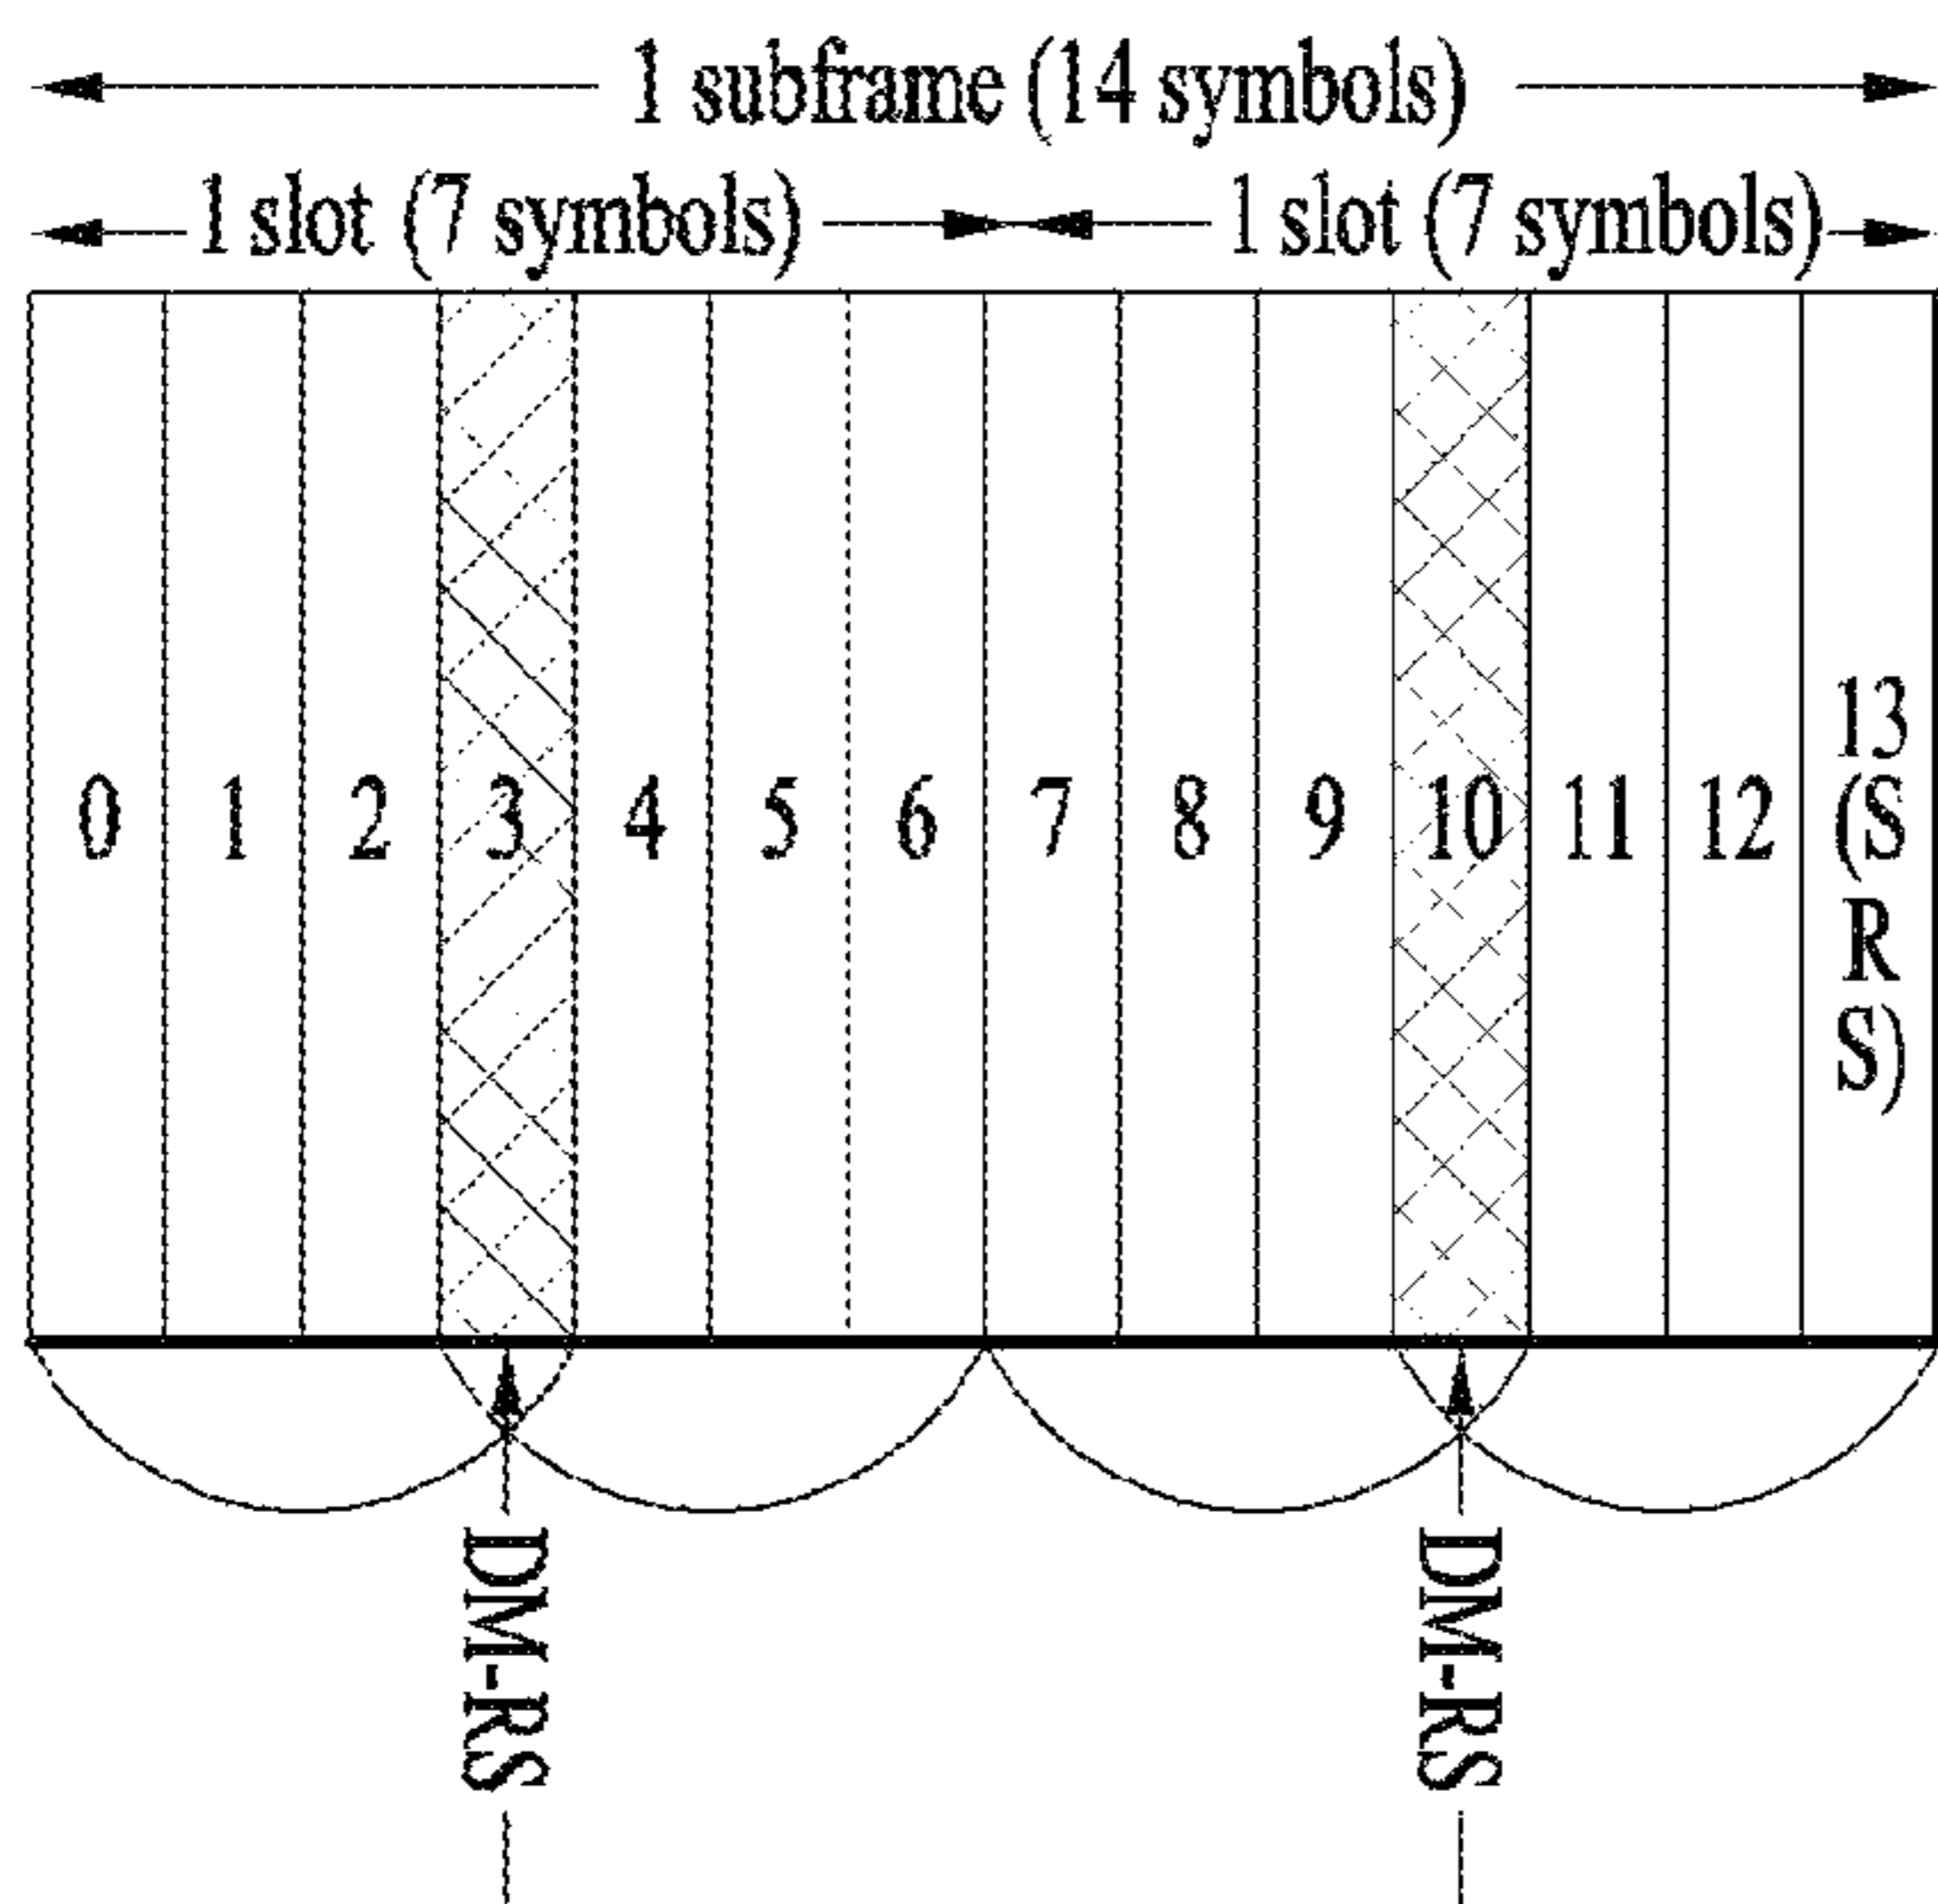 1 subframe (14 symbols)
1 slot (7 symbols) 1 slot (7 symbols)
0 1 2 3 4 5 6 7 8 9 10 11 12 13
(S
R
S)
DM-RS DM-RS